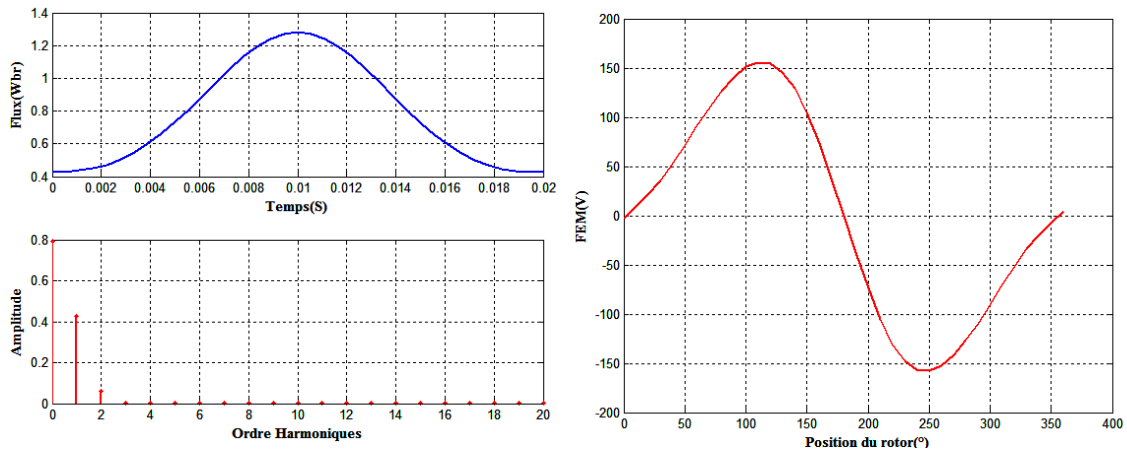 Flux(Wbr)
1.4
1.2
1
0.8
0.6
0.4
0 0.002 0.004 0.006 0.008 0.01 0.012 0.014 0.016 0.018 0.02
Temps(S)
Amplitude
0.8
0.6
0.4
0.2
0
0 2 4 6 8 10 12 14 16 18 20
Ordre Harmoniques
FEM(V)
200
150
100
50
0
-50
-100
-150
-200
0 50 100 150 200 250 300 350 400
Position du rotor(°)